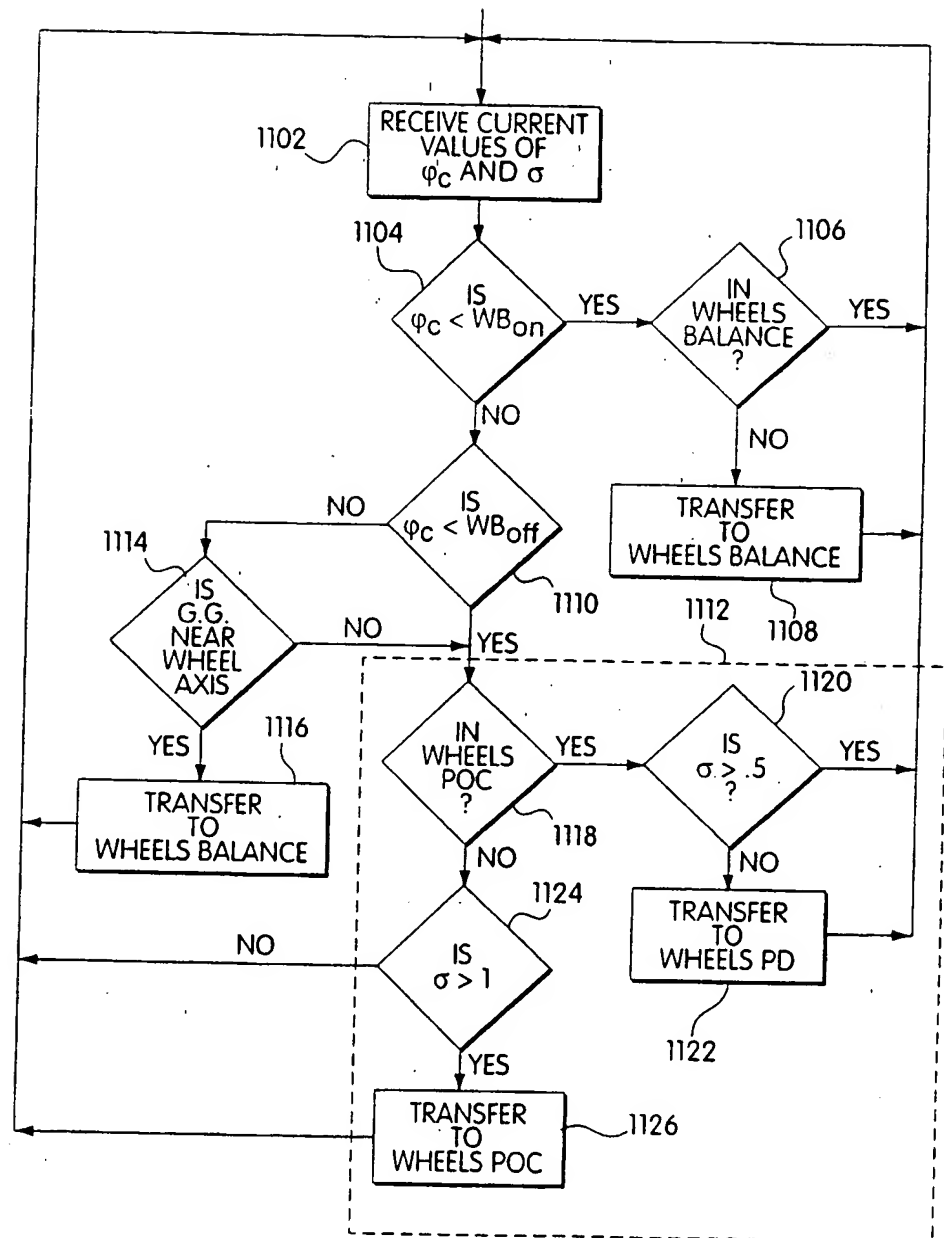 1102
RECEIVE CURRENT
VALUES OF
φc AND σ
1104
IS
φc < WBon
YES
1106
IN
WHEELS
BALANCE
?
YES
NO
NO
TRANSFER
TO
WHEELS BALANCE
1108
NO
IS
φc < WBoff
1110
1112
1114
IS
G.G.
NEAR
WHEEL
AXIS
NO
YES
YES
1116
TRANSFER
TO
WHEELS BALANCE
IN
WHEELS
POC
?
1118
YES
1120
IS
σ > .5
?
YES
NO
NO
1124
TRANSFER
TO
WHEELS PD
1122
NO
IS
σ > 1
YES
TRANSFER
TO
WHEELS POC
1126